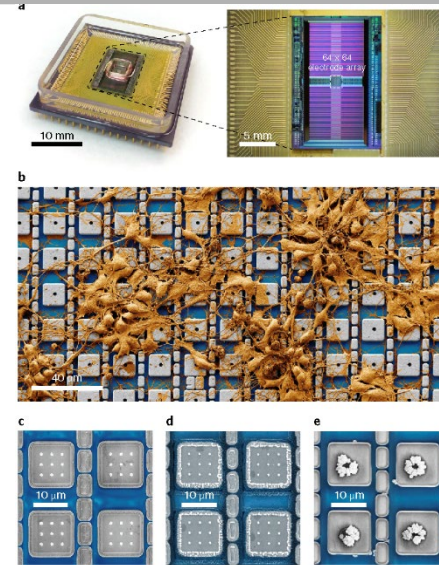 a
64 × 64
electrode array
10 mm
5 mm
b
40 μm
c
d
e
10 μm
10 μm
10 μm